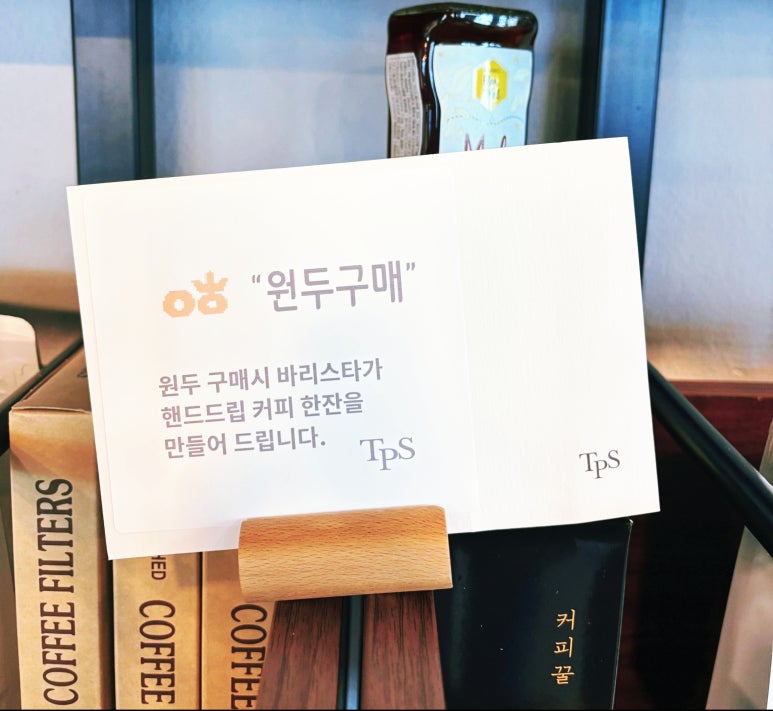 "원두구매"
원두 구매시 바리스타가
핸드드립 커피 한잔을
만들어 드립니다.
TPS
TPS
COFFEE FILTERS
COFFEE
COFFEE
커피꿀